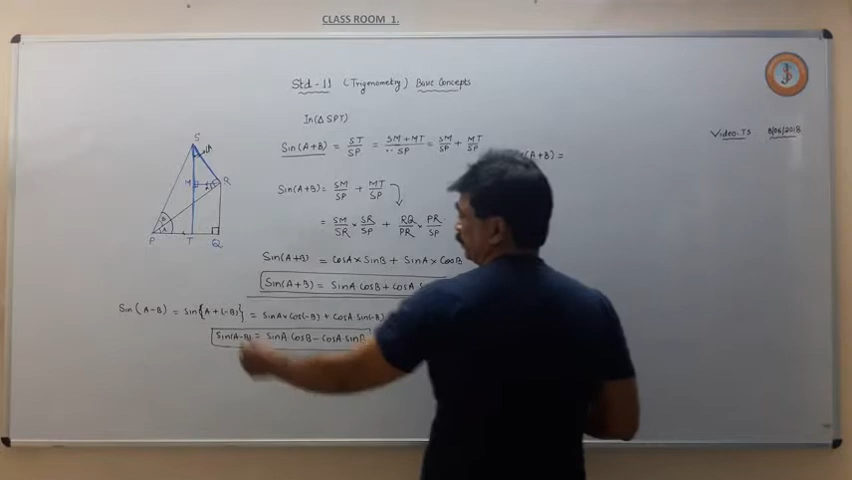 CLASS ROOM 1.
Std-11 (Trigonometry) Basic Concepts
Video-T5 8/06/2018
In(Δ SPT)
Sin(A+B) = ST/SP = SM+MT/SP = SM/SP + MT/SP
(A+B) =
Sin(A+B) = SM/SP + MT/SP
= SM/SR × SR/SP + RQ/PR × PR/SP
Sin(A+B) = cosA × SinB + SinA × CosB
Sin(A+B) = SinA CosB + CosA S
Sin(A-B) = Sin{A+(-B)} = SinA×Cos(-B) + CosA Sin(-B)
Sin(A-B) = SinA CosB - CosA SinB
S
A
M
R
B
A
P
T
Q